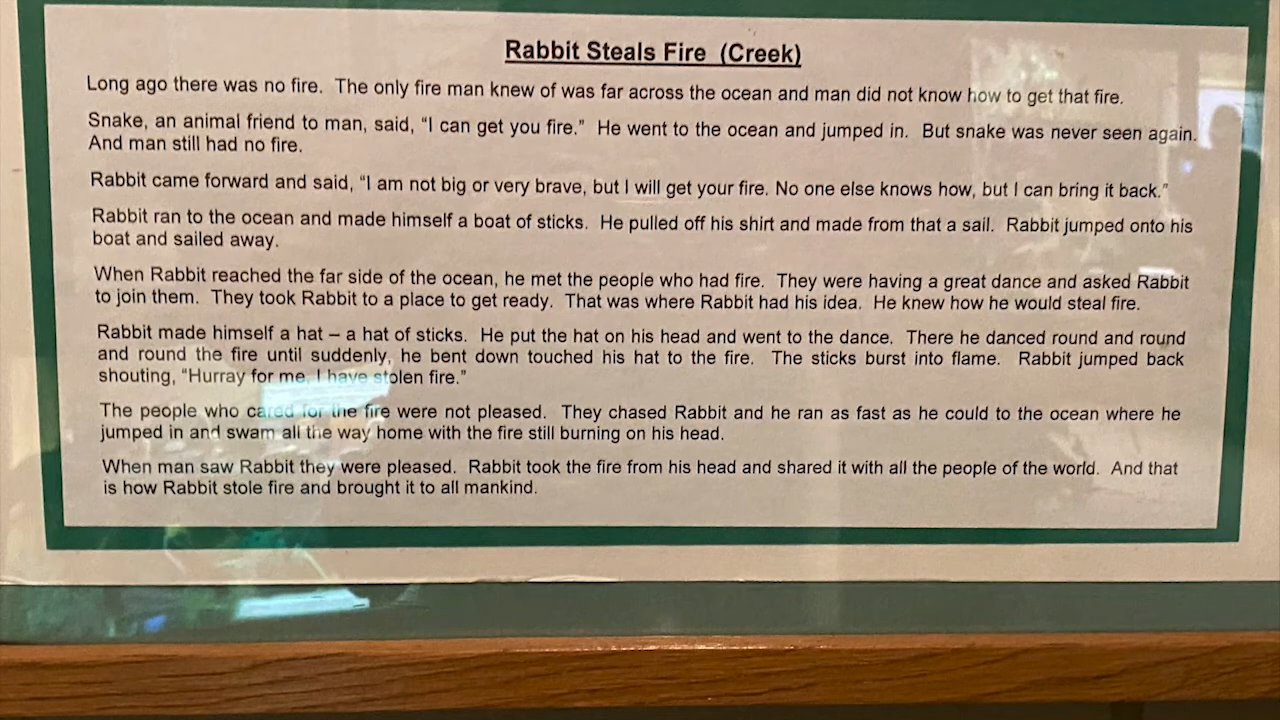 Rabbit Steals Fire (Creek)
Long ago there was no fire. The only fire man knew of was far across the ocean and man did not know how to get that fire.
Snake, an animal friend to man, said, “I can get you fire.” He went to the ocean and jumped in. But snake was never seen again.
And man still had no fire.
Rabbit came forward and said, “I am not big or very brave, but I will get your fire. No one else knows how, but I can bring it back.”
Rabbit ran to the ocean and made himself a boat of sticks. He pulled off his shirt and made from that a sail. Rabbit jumped onto his
boat and sailed away.
When Rabbit reached the far side of the ocean, he met the people who had fire. They were having a great dance and asked Rabbit
to join them. They took Rabbit to a place to get ready. That was where Rabbit had his idea. He knew how he would steal fire.
Rabbit made himself a hat – a hat of sticks. He put the hat on his head and went to the dance. There he danced round and round
and round the fire until suddenly, he bent down touched his hat to the fire. The sticks burst into flame. Rabbit jumped back
shouting, “Hurray for me, I have stolen fire.”
The people who cared for the fire were not pleased. They chased Rabbit and he ran as fast as he could to the ocean where he
jumped in and swam all the way home with the fire still burning on his head.
When man saw Rabbit they were pleased. Rabbit took the fire from his head and shared it with all the people of the world. And that
is how Rabbit stole fire and brought it to all mankind.